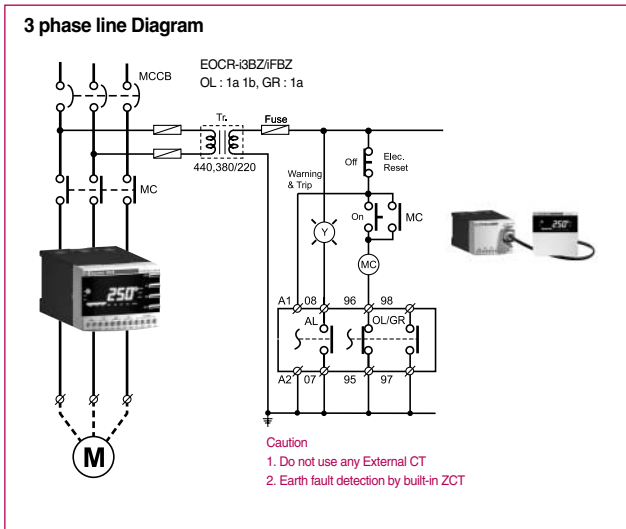 3 phase line Diagram
EOCR-i3BZ/iFBZ
OL : 1a 1b, GR : 1a
MCCB
Tr.
Fuse
440,380/220
Warning
& Trip
Off
Elec.
Reset
On
MC
MC
Y
MC
250
250
A1 08 96 98
AL
OL/GR
A2 07 95 97
M
Caution
1. Do not use any External CT
2. Earth fault detection by built-in ZCT